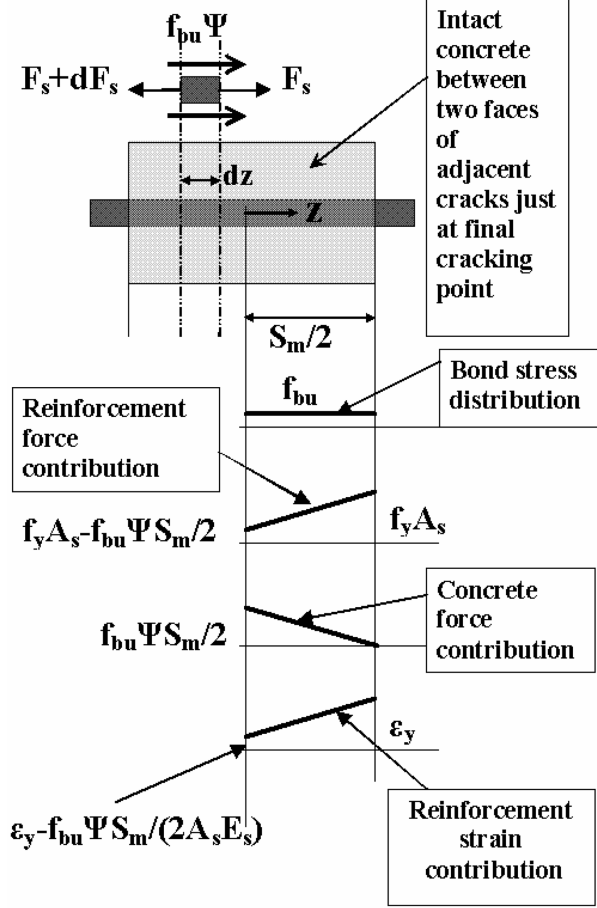 f_buΨ
F_s+dF_s
F_s
Intact
concrete
between
two faces
of
adjacent
cracks just
at final
cracking
point
dz
z
S_m/2
f_bu
Bond stress
distribution
Reinforcement
force
contribution
f_yA_s-f_buΨS_m/2
f_yA_s
Concrete
force
contribution
f_buΨS_m/2
ε_y
ε_y-f_buΨS_m/(2A_sE_s)
Reinforcement
strain
contribution